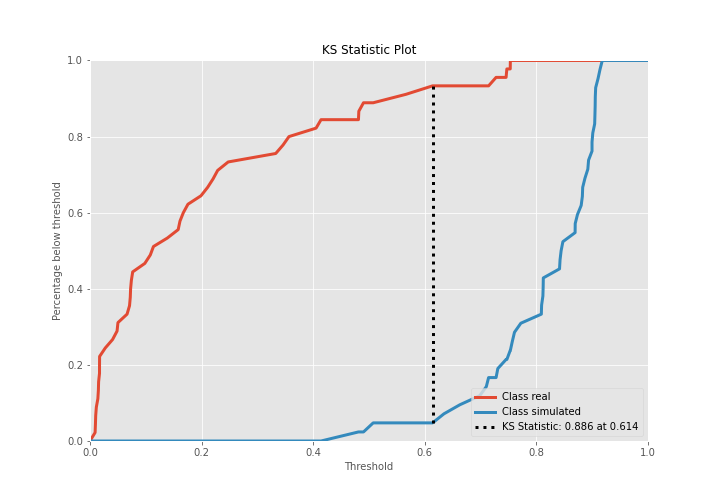 KS Statistic Plot
Percentage below threshold
1.0
0.8
0.6
0.4
0.2
0.0
0.0 0.2 0.4 0.6 0.8 1.0
Threshold
Class real
Class simulated
KS Statistic: 0.886 at 0.614